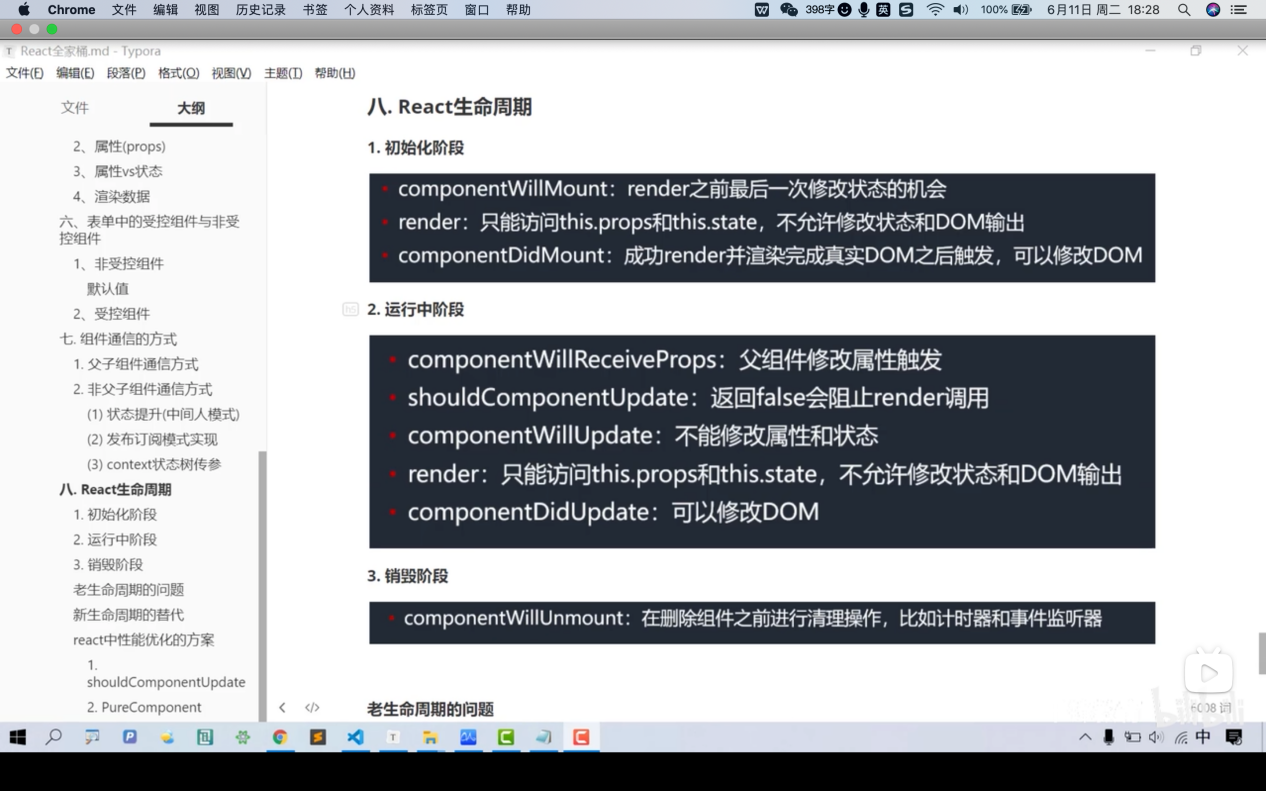 Chrome 文件 编辑 视图 历史记录 书签 个人资料 标签页 窗口 帮助 398字 英 100% 6月11日 周二 18:28
React全家桶.md - Typora
文件(F) 编辑(E) 段落(P) 格式(O) 视图(V) 主题(T) 帮助(H)
文件 大纲
2、属性(props)
3、属性vs状态
4、渲染数据
六、表单中的受控组件与非受
控组件
1、非受控组件
默认值
2、受控组件
七. 组件通信的方式
1. 父子组件通信方式
2. 非父子组件通信方式
(1) 状态提升(中间人模式)
(2) 发布订阅模式实现
(3) context状态树传参
八. React生命周期
1. 初始化阶段
2. 运行中阶段
3. 销毁阶段
老生命周期的问题
新生命周期的替代
react中性能优化的方案
1.
shouldComponentUpdate
2. PureComponent
八. React生命周期
1. 初始化阶段
componentWillMount：render之前最后一次修改状态的机会
render：只能访问this.props和this.state，不允许修改状态和DOM输出
componentDidMount：成功render并渲染完成真实DOM之后触发，可以修改DOM
h5 2. 运行中阶段
componentWillReceiveProps：父组件修改属性触发
shouldComponentUpdate：返回false会阻止render调用
componentWillUpdate：不能修改属性和状态
render：只能访问this.props和this.state，不允许修改状态和DOM输出
componentDidUpdate：可以修改DOM
3. 销毁阶段
componentWillUnmount：在删除组件之前进行清理操作，比如计时器和事件监听器
老生命周期的问题
bilibili
6008 词
中